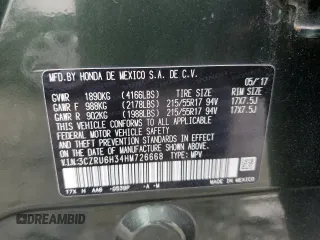 MFD.BY HONDA DE MEXICO S.A. DE C.V.
05/17
GVWR 1890KG (4166LBS) TIRE SIZE RIM SIZE
GAWR F 988KG (2178LBS) 215/55R17 94V 17X7.5J
GAWR R 902KG (1988LBS) 215/55R17 94V 17X7.5J
THIS VEHICLE CONFORMS TO ALL APPLICABLE
FEDERAL MOTOR VEHICLE SAFETY AND THEFT
PREVENTION STANDARDS IN EFFECT ON THE DATE
OF MANUFACTURE SHOWN ABOVE.
V.I.N:3CZRU6H34HM726668 TYPE: MPV
T7X H AA0 -A -M
MADE IN MEXICO
AUTOHELPERBOT